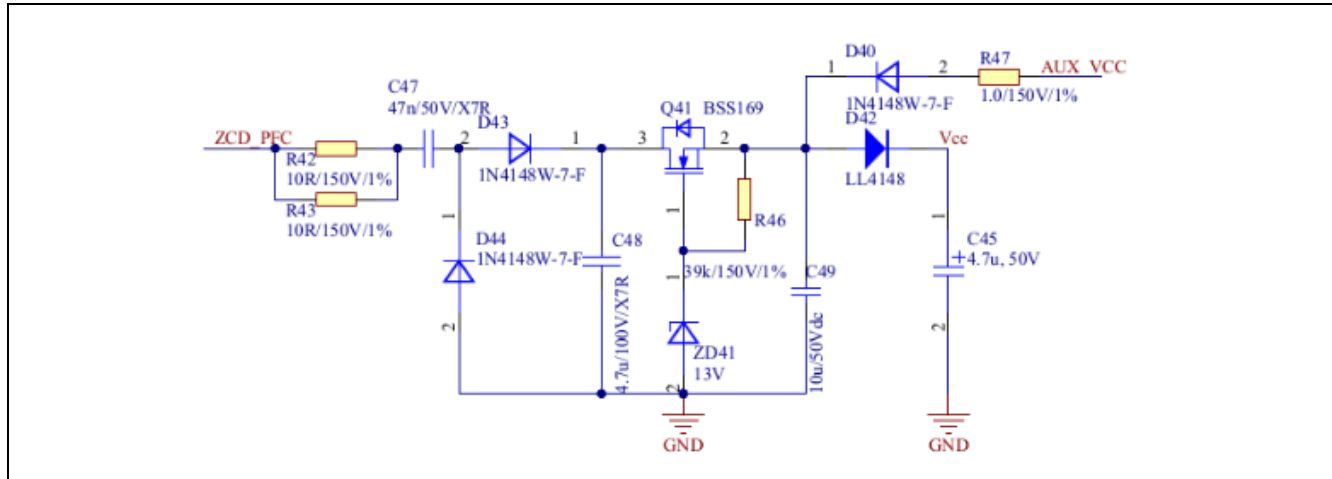 D40
1
2
R47
AUX_VCC
1.0/150V/1%
1N4148W-7-F
C47
47n/50V/X7R
Q41
BSS169
D42
D43
ZCD_PFC
2
1
3
2
Vcc
R42
10R/150V/1%
1N4148W-7-F
LL4148
R43
10R/150V/1%
1
1
R46
1
D44
1N4148W-7-F
C48
C45
+4.7u, 50V
39k/150V/1%
C49
1
2
4.7u/100V/X7R
ZD41
13V
2
10u/50Vdc
2
GND
GND